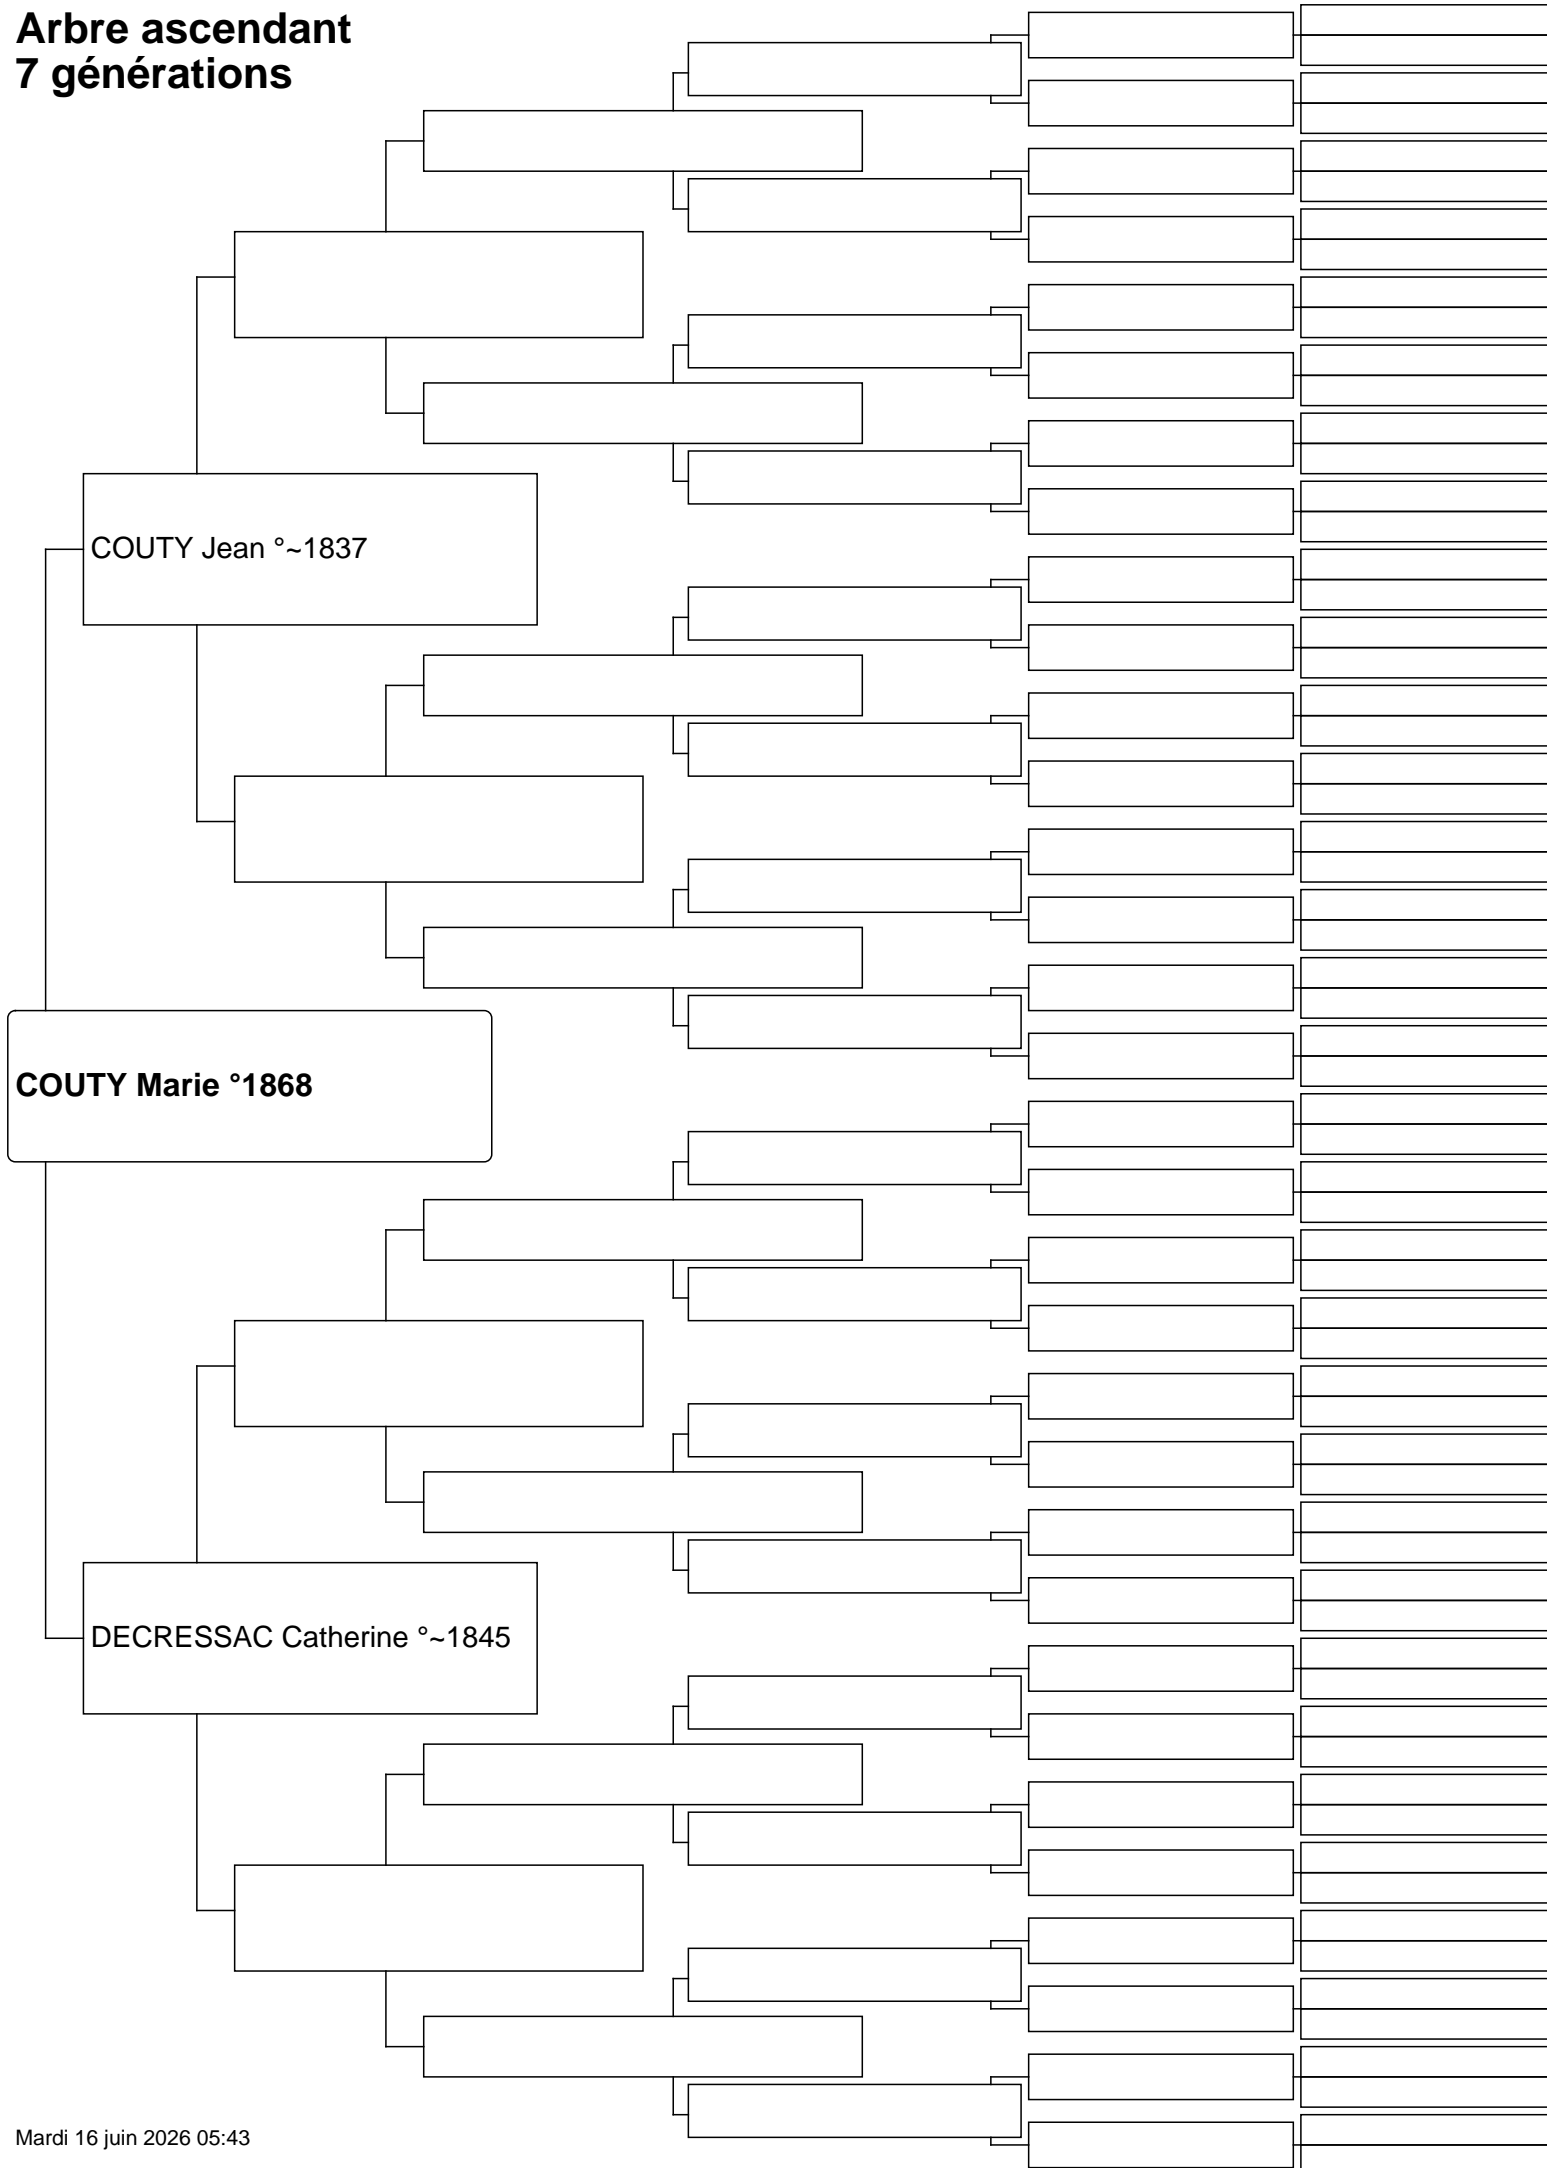 Arbre ascendant
7 générations
COUTY Jean °~1837
COUTY Marie °1868
DECRESSAC Catherine °~1845
Mardi 16 juin 2026 05:43